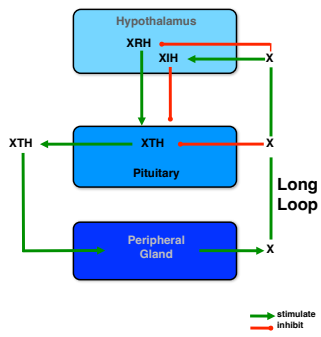 Hypothalamus
XRH
XIH
X
XTH
XTH
X
Pituitary
Long
Loop
Peripheral
Gland
X
stimulate
inhibit